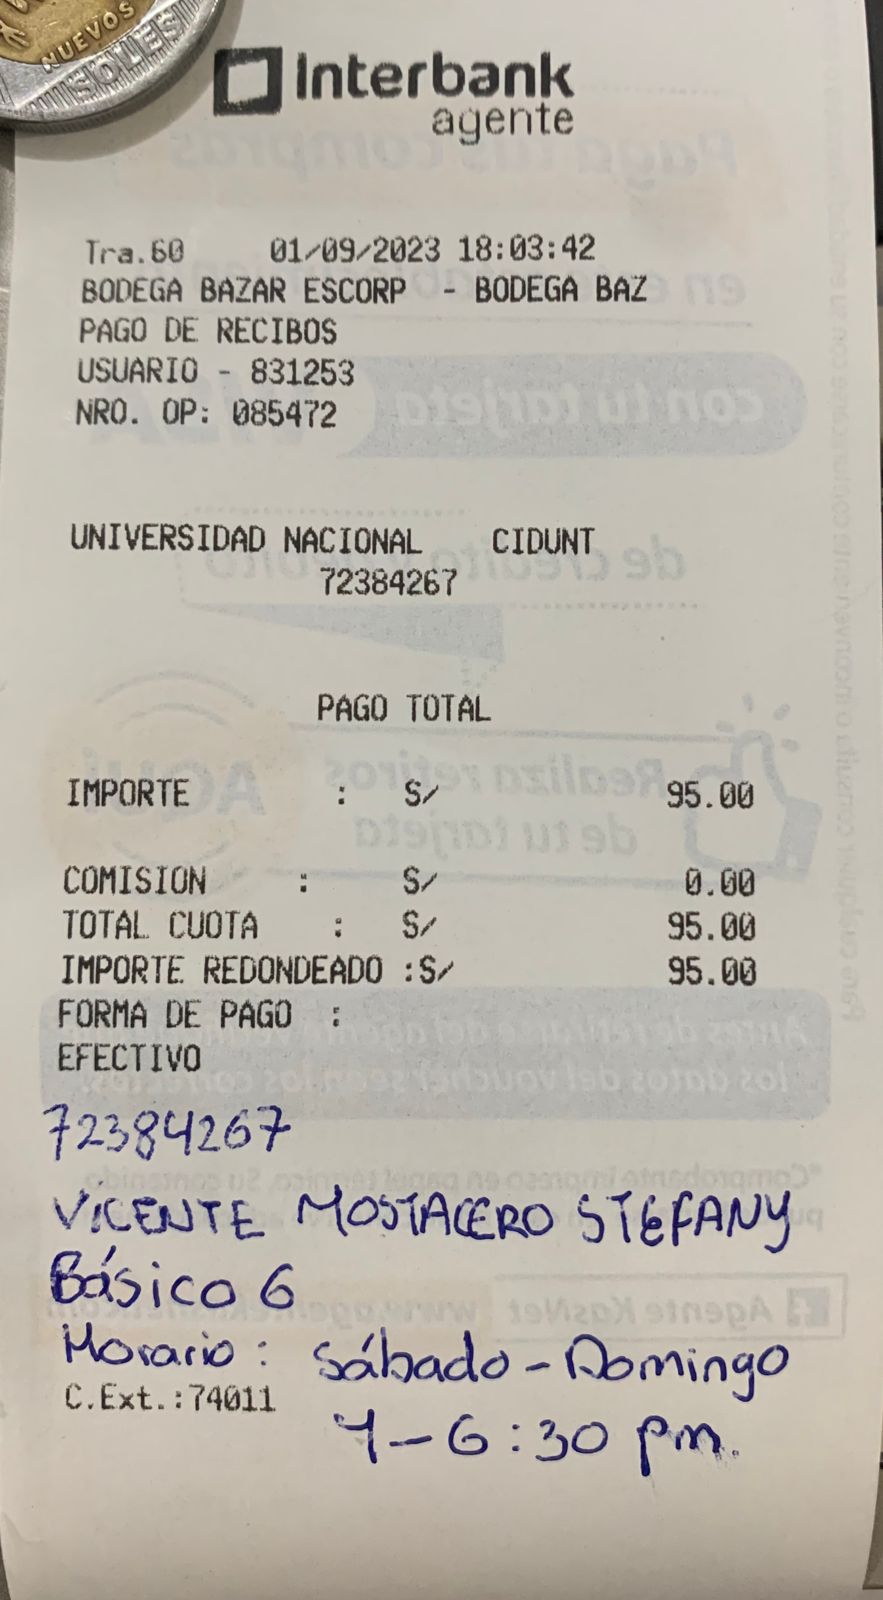 NUEVOS
SOLES
Interbank
agente
Tra.60 01/09/2023 18:03:42
BODEGA BAZAR ESCORP - BODEGA BAZ
PAGO DE RECIBOS
USUARIO - 831253
NRO. OP: 085472
UNIVERSIDAD NACIONAL CIDUNT
72384267
PAGO TOTAL
IMPORTE : S/ 95.00
COMISION : S/ 0.00
TOTAL CUOTA : S/ 95.00
IMPORTE REDONDEADO :S/ 95.00
FORMA DE PAGO :
EFECTIVO
72384267
VICENTE MOSTACERO STEFANY
Básico 6
Horario : Sábado - Domingo
C.Ext.:74011
4 - 6:30 pm.